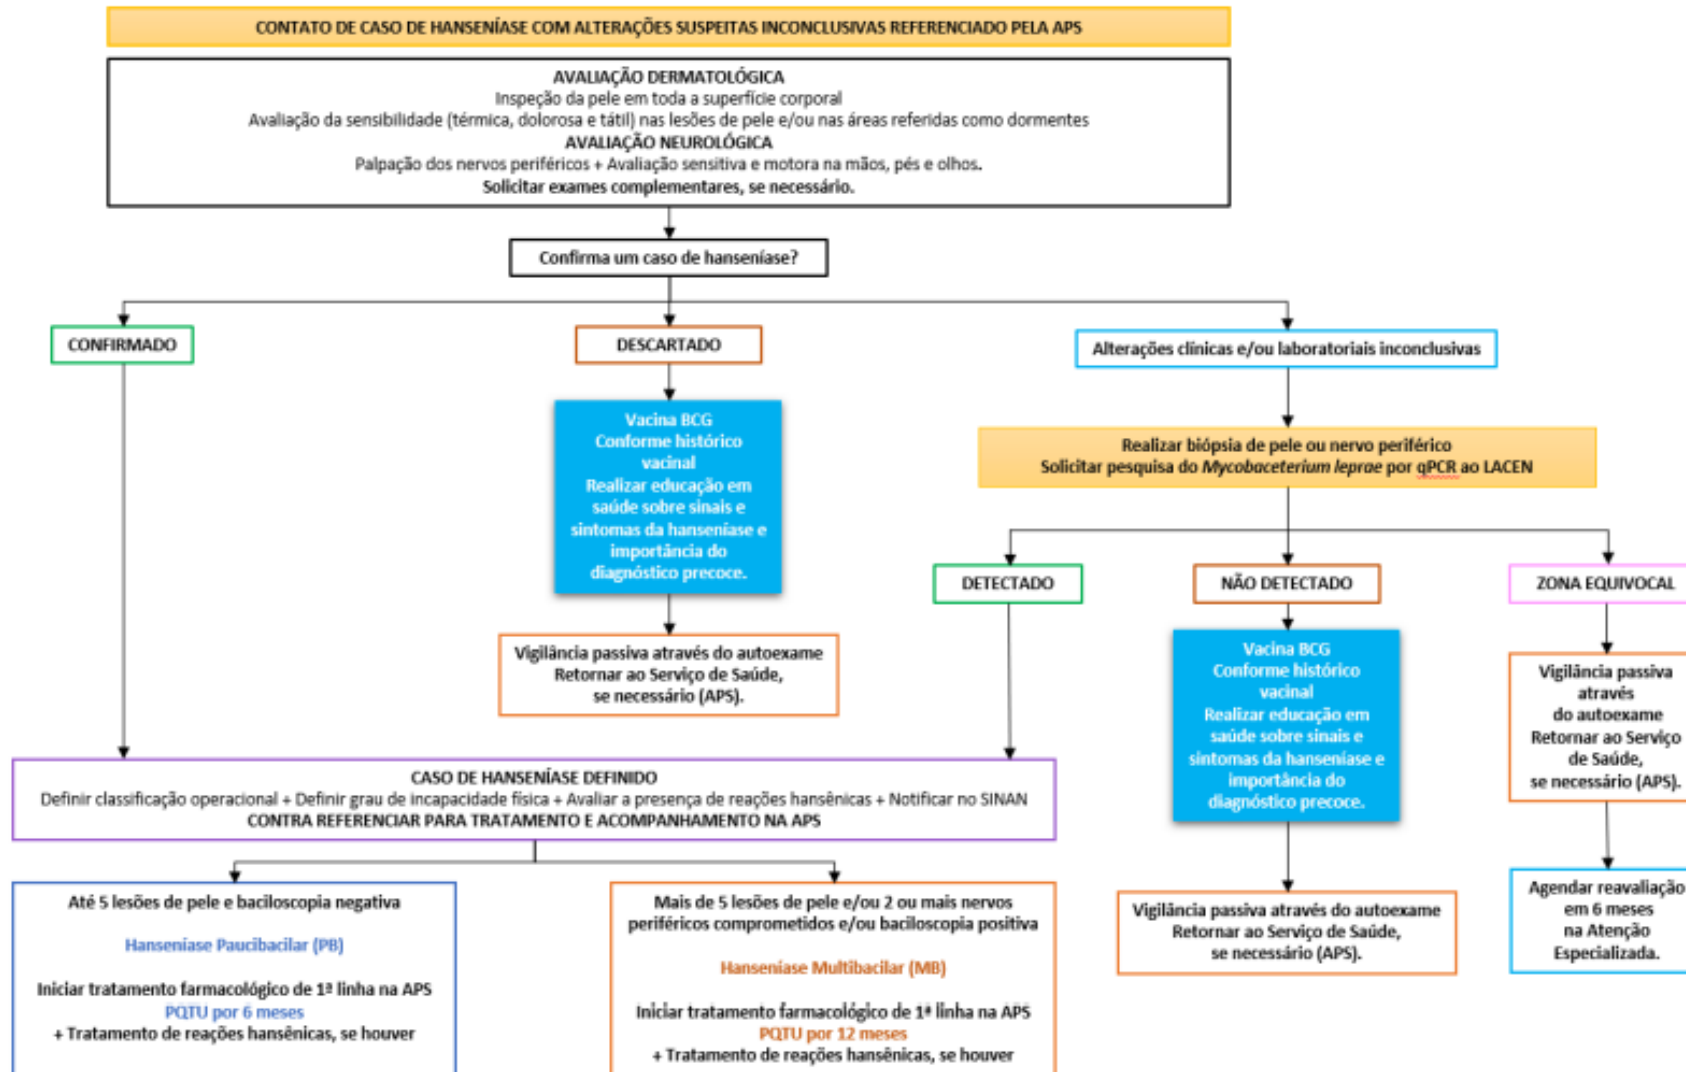 CONTATO DE CASO DE HANSENÍASE COM ALTERAÇÕES SUSPEITAS INCONCLUSIVAS REFERENCIADO PELA APS
AVALIAÇÃO DERMATOLÓGICA
Inspeção da pele em toda a superfície corporal
Avaliação da sensibilidade (térmica, dolorosa e tátil) nas lesões de pele e/ou nas áreas referidas como dormentes
AVALIAÇÃO NEUROLÓGICA
Palpação dos nervos periféricos + Avaliação sensitiva e motora na mãos, pés e olhos.
Solicitar exames complementares, se necessário.
Confirma um caso de hanseníase?
CONFIRMADO
DESCARTADO
Alterações clínicas e/ou laboratoriais inconclusivas
Vacina BCG
Conforme histórico
vacinal
Realizar educação em
saúde sobre sinais e
sintomas da hanseníase e
importância do
diagnóstico precoce.
Vigilância passiva através do autoexame
Retornar ao Serviço de Saúde,
se necessário (APS).
Realizar biópsia de pele ou nervo periférico
Solicitar pesquisa do Mycobaceterium leprae por qPCR ao LACEN
DETECTADO
NÃO DETECTADO
ZONA EQUIVOCAL
Vacina BCG
Conforme histórico
vacinal
Realizar educação em
saúde sobre sinais e
sintomas da hanseníase e
importância do
diagnóstico precoce.
Vigilância passiva através do autoexame
Retornar ao Serviço de Saúde,
se necessário (APS).
Vigilância passiva
através
do autoexame
Retornar ao Serviço
de Saúde,
se necessário (APS).
Agendar reavaliação
em 6 meses
na Atenção
Especializada.
CASO DE HANSENÍASE DEFINIDO
Definir classificação operacional + Definir grau de incapacidade física + Avaliar a presença de reações hansênicas + Notificar no SINAN
CONTRA REFERENCIAR PARA TRATAMENTO E ACOMPANHAMENTO NA APS
Até 5 lesões de pele e baciloscopia negativa
Hanseníase Paucibacilar (PB)
Iniciar tratamento farmacológico de 1ª linha na APS
PQTU por 6 meses
+ Tratamento de reações hansênicas, se houver
Mais de 5 lesões de pele e/ou 2 ou mais nervos
periféricos comprometidos e/ou baciloscopia positiva
Hanseníase Multibacilar (MB)
Iniciar tratamento farmacológico de 1ª linha na APS
PQTU por 12 meses
+ Tratamento de reações hansênicas, se houver